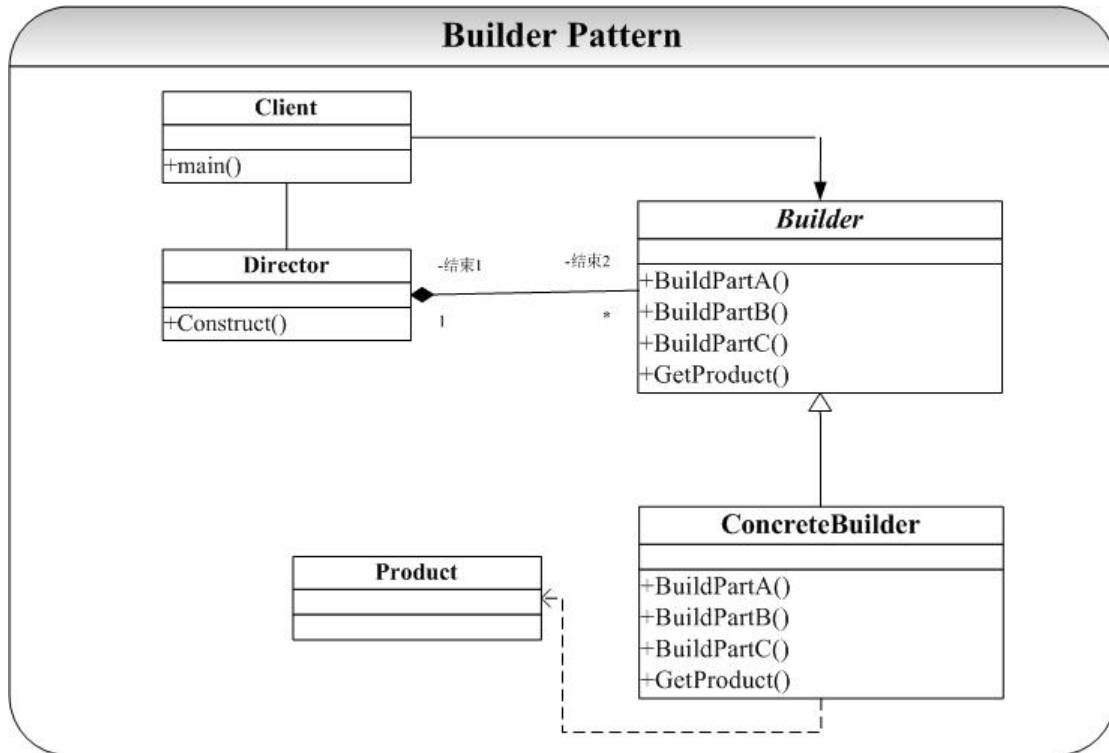 Builder Pattern
Client
+main()
Director
+Construct()
-结束1
-结束2
1
*
Builder
+BuildPartA()
+BuildPartB()
+BuildPartC()
+GetProduct()
ConcreteBuilder
+BuildPartA()
+BuildPartB()
+BuildPartC()
+GetProduct()
Product